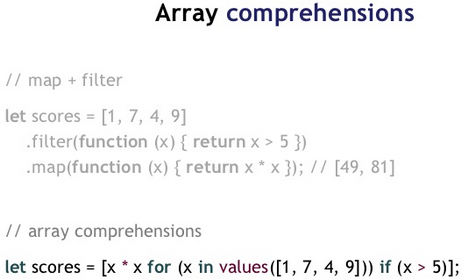 Array comprehensions
// map + filter
let scores = [1, 7, 4, 9]
.filter(function (x) { return x > 5 })
.map(function (x) { return x * x }); // [49, 81]
// array comprehensions
let scores = [x * x for (x in values([1, 7, 4, 9])) if (x > 5)];